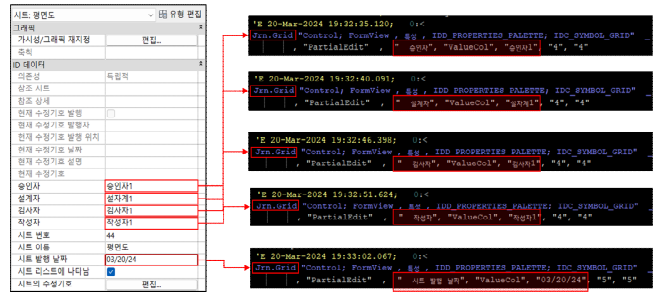 시트: 평면도
유형 편집
그래픽
가시성/그래픽 재지정
편집...
축척
ID 데이터
의존성
독립적
참조 시트
참조 상세
현재 수정기호 발행
현재 수정기호 발행자
현재 수정기호 발행 위치
현재 수정기호 날짜
현재 수정기호 설명
현재 수정기호
승인자
승인자1
설계자
설자계1
검사자
검사자1
작성자
작성자1
시트 번호
44
시트 이름
평면도
시트 발행 날짜
03/20/24
시트 리스트에 나타남
시트의 수정기호
편집...
'E 20-Mar-2024 19:32:35.120;   0:<
Jrn.Grid "Control; FormView , 특성 , IDD_PROPERTIES_PALETTE; IDC_SYMBOL_GRID" _
, "PartialEdit" , " 승인자", "ValueCol", "승인자1", "4", "4"
'E 20-Mar-2024 19:32:40.091;   0:<
Jrn.Grid "Control; FormView , 특성 , IDD_PROPERTIES_PALETTE; IDC_SYMBOL_GRID" _
, "PartialEdit" , " 설계자", "ValueCol", "설자계1", "4", "4"
'E 20-Mar-2024 19:32:46.398;   0:<
Jrn.Grid "Control; FormView , 특성 , IDD_PROPERTIES_PALETTE; IDC_SYMBOL_GRID" _
, "PartialEdit" , " 검사자", "ValueCol", "검사자1", "4", "4"
'E 20-Mar-2024 19:32:51.624;   0:<
Jrn.Grid "Control; FormView , 특성 , IDD_PROPERTIES_PALETTE; IDC_SYMBOL_GRID" _
, "PartialEdit" , " 작성자", "ValueCol", "작성자1", "4", "4"
'E 20-Mar-2024 19:33:02.067;   0:<
Jrn.Grid "Control; FormView , 특성 , IDD_PROPERTIES_PALETTE; IDC_SYMBOL_GRID" _
, "PartialEdit" , " 시트 발행 날짜", "ValueCol", "03/20/24", "5", "5"